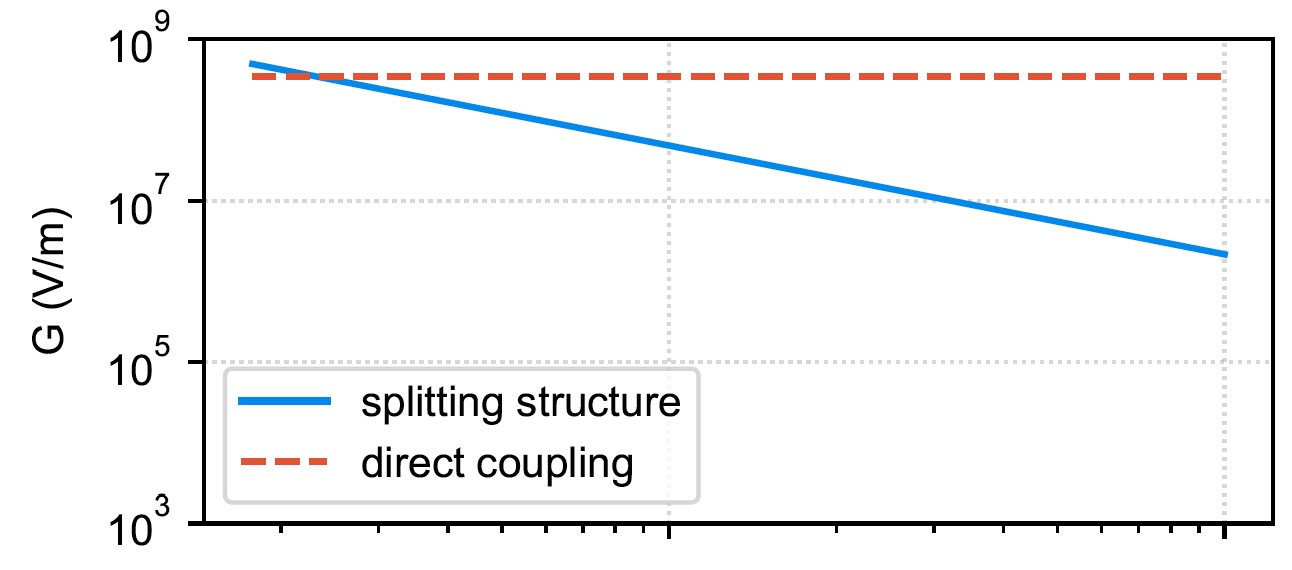 10^9
10^7
10^5
10^3
G (V/m)
splitting structure
direct coupling